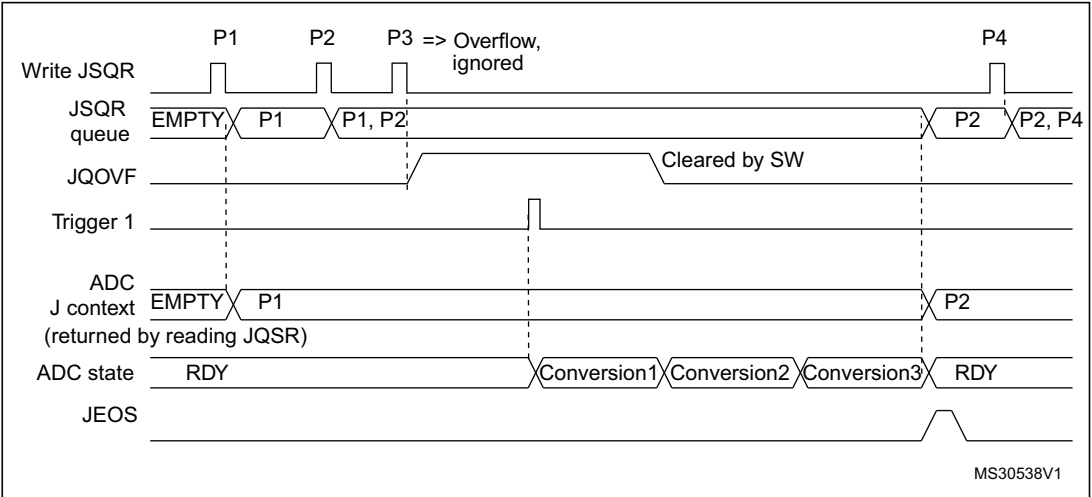 P1 P2 P3 => Overflow, P4
ignored
Write JSQR
JSQR
queue
EMPTY P1 P1, P2 P2 P2, P4
JQOVF
Cleared by SW
Trigger 1
ADC
J context
(returned by reading JQSR)
EMPTY P1 P2
ADC state RDY Conversion1 Conversion2 Conversion3 RDY
JEOS
MS30538V1